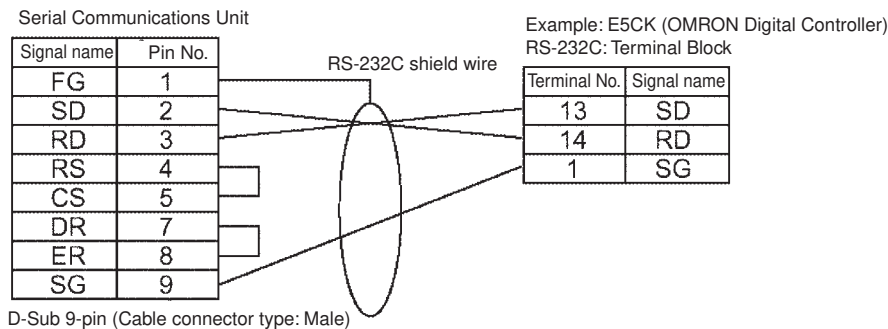 Serial Communications Unit
Example: E5CK (OMRON Digital Controller)
RS-232C: Terminal Block
Signal name Pin No.
RS-232C shield wire
FG 1
SD 2
RD 3
RS 4
CS 5
DR 7
ER 8
SG 9
Terminal No. Signal name
13 SD
14 RD
1 SG
D-Sub 9-pin (Cable connector type: Male)